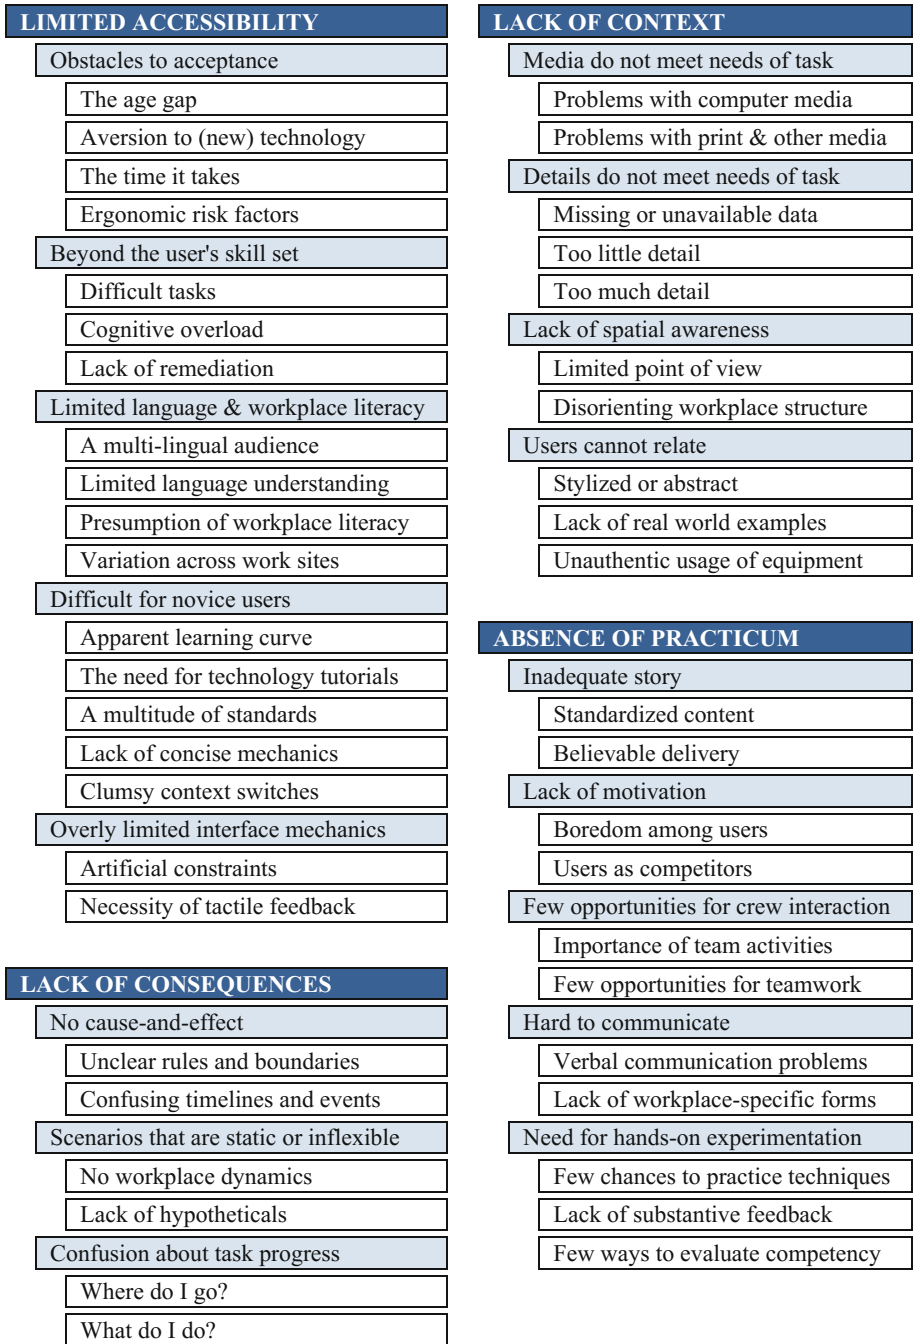 LIMITED ACCESSIBILITY
Obstacles to acceptance
The age gap
Aversion to (new) technology
The time it takes
Ergonomic risk factors
Beyond the user's skill set
Difficult tasks
Cognitive overload
Lack of remediation
Limited language & workplace literacy
A multi-lingual audience
Limited language understanding
Presumption of workplace literacy
Variation across work sites
Difficult for novice users
Apparent learning curve
The need for technology tutorials
A multitude of standards
Lack of concise mechanics
Clumsy context switches
Overly limited interface mechanics
Artificial constraints
Necessity of tactile feedback
LACK OF CONSEQUENCES
No cause-and-effect
Unclear rules and boundaries
Confusing timelines and events
Scenarios that are static or inflexible
No workplace dynamics
Lack of hypotheticals
Confusion about task progress
Where do I go?
What do I do?
LACK OF CONTEXT
Media do not meet needs of task
Problems with computer media
Problems with print & other media
Details do not meet needs of task
Missing or unavailable data
Too little detail
Too much detail
Lack of spatial awareness
Limited point of view
Disorienting workplace structure
Users cannot relate
Stylized or abstract
Lack of real world examples
Unauthentic usage of equipment
ABSENCE OF PRACTICUM
Inadequate story
Standardized content
Believable delivery
Lack of motivation
Boredom among users
Users as competitors
Few opportunities for crew interaction
Importance of team activities
Few opportunities for teamwork
Hard to communicate
Verbal communication problems
Lack of workplace-specific forms
Need for hands-on experimentation
Few chances to practice techniques
Lack of substantive feedback
Few ways to evaluate competency